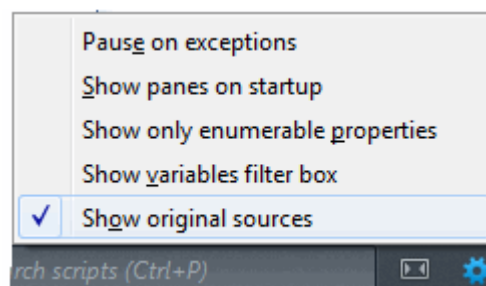 Pause on exceptions
Show panes on startup
Show only enumerable properties
Show variables filter box
Show original sources
rch scripts (Ctrl+P)